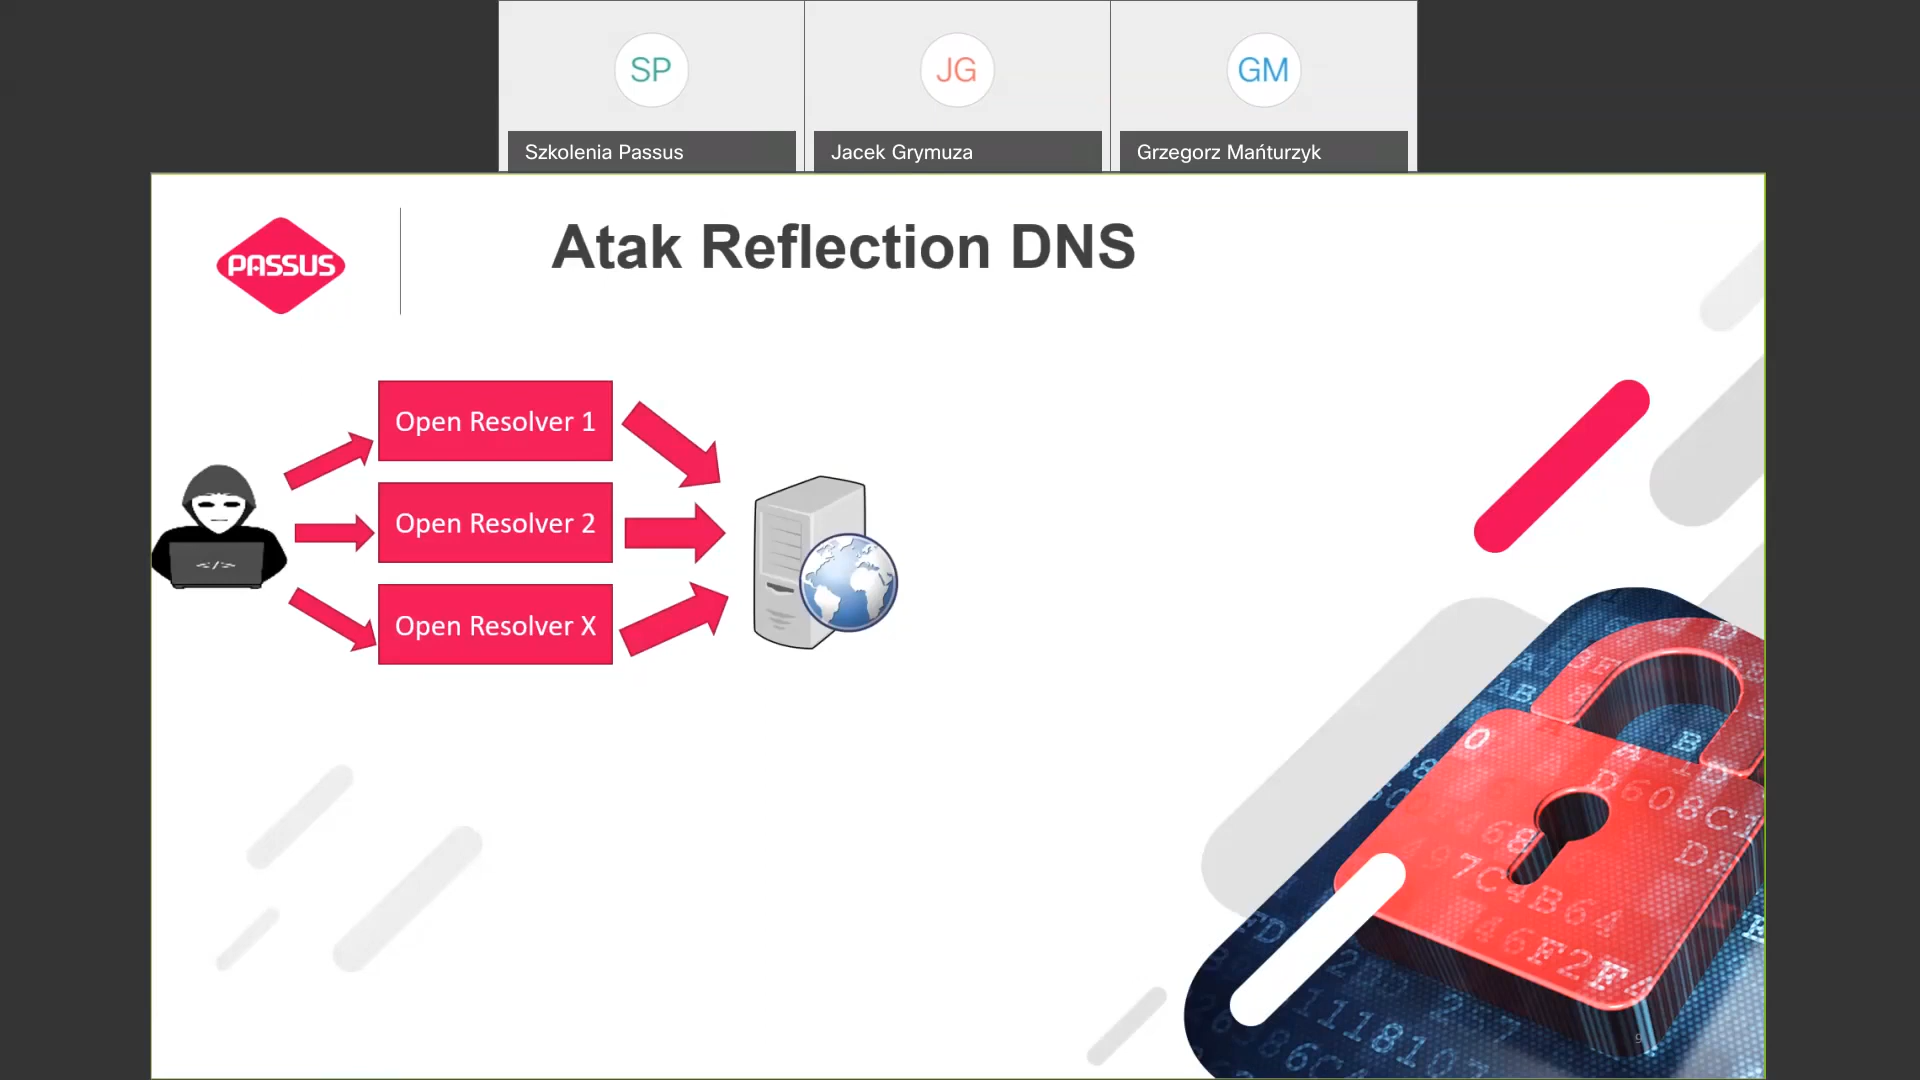 SP
JG
GM
Szkolenia Passus
Jacek Grymuza
Grzegorz Mańturzyk
PASSUS
Atak Reflection DNS
Open Resolver 1
Open Resolver 2
Open Resolver X